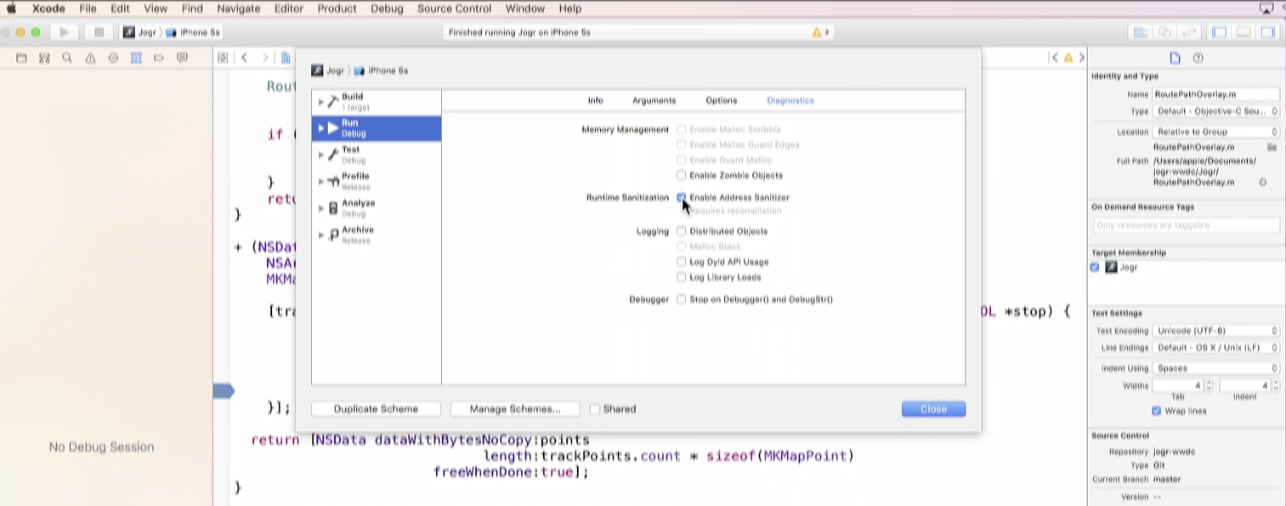 Xcode File Edit View Find Navigate Editor Product Debug Source Control Window Help
Jogr iPhone 5s
Finished running Jogr on iPhone 5s
Jogr iPhone 5s
Build
1 target
Run
Debug
Test
Debug
Profile
Release
Analyze
Debug
Archive
Release
Info Arguments Options Diagnostics
Memory Management Enable Malloc Scribble
Enable Malloc Guard Edges
Enable Guard Malloc
Enable Zombie Objects
Runtime Sanitization Enable Address Sanitizer
Requires recompilation
Logging Distributed Objects
Malloc Stack
Log Dyld API Usage
Log Library Loads
Debugger Stop on Debugger() and DebugStr()
Duplicate Scheme Manage Schemes... Shared Close
Rou
if (
}
retu
}
+ (NSDat
NSAr
MKMa
[tra OL *stop) {
}];
return [NSData dataWithBytesNoCopy:points
length:trackPoints.count * sizeof(MKMapPoint)
freeWhenDone:true];
}
No Debug Session
Identity and Type
Name RoutePathOverlay.m
Type Default - Objective-C Sou...
Location Relative to Group
RoutePathOverlay.m
Full Path /Users/apple/Documents/
jogr-wwdc/Jogr/
RoutePathOverlay.m
On Demand Resource Tags
Only resources are taggable
Target Membership
Jogr
Text Settings
Text Encoding Unicode (UTF-8)
Line Endings Default - OS X / Unix (LF)
Indent Using Spaces
Widths 4 4
Tab Indent
Wrap lines
Source Control
Repository jogr-wwdc
Type Git
Current Branch master
Version --